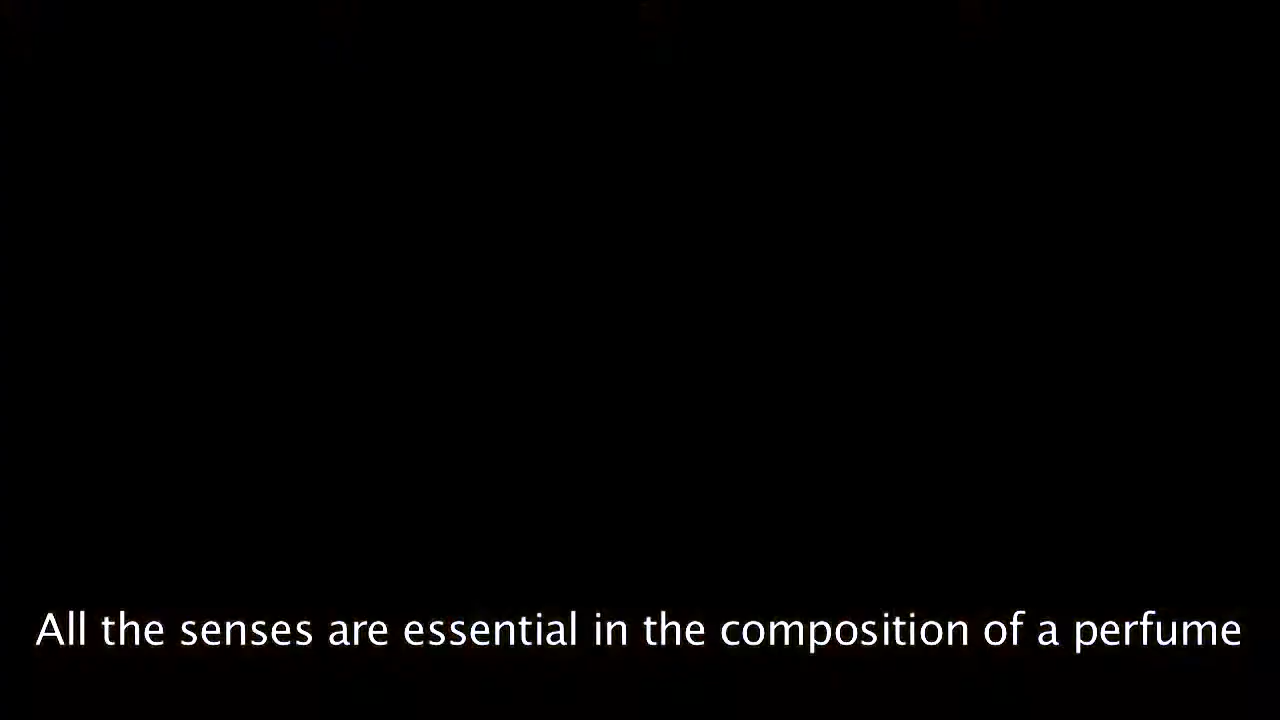 All the senses are essential in the composition of a perfume